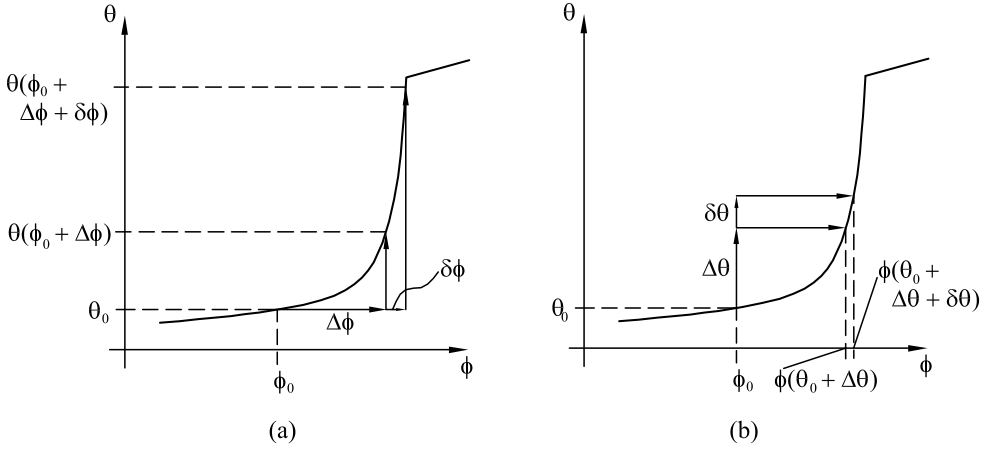 θ
θ(ϕ₀ +
Δϕ + δϕ)
θ(ϕ₀ + Δϕ)
θ₀
δϕ
Δϕ
ϕ
ϕ₀
(a)
θ
δθ
Δθ
θ₀
ϕ(θ₀ +
Δθ + δθ)
ϕ
ϕ₀
ϕ(θ₀ + Δθ)
(b)